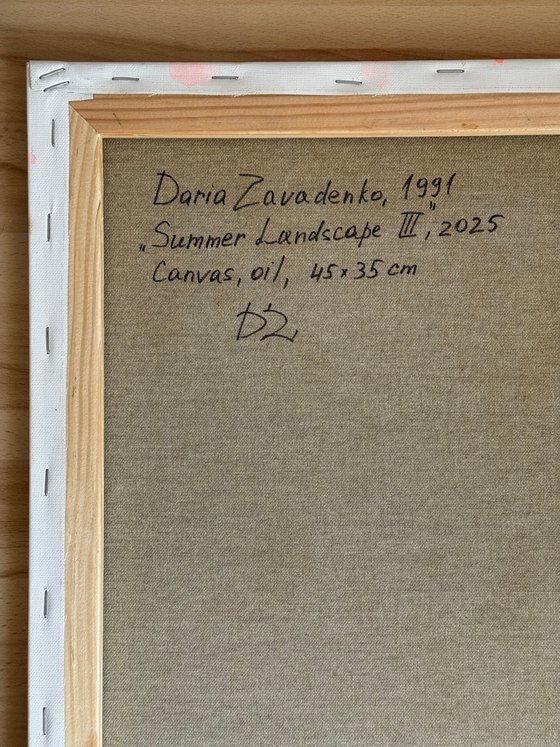 Daria Zavadenko, 1991
„Summer Landscape III", 2025
Canvas, oil, 45×35 cm
DZ